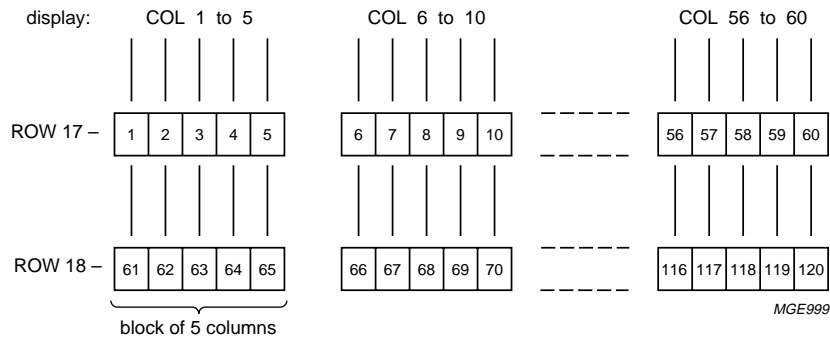 display: COL 1 to 5 COL 6 to 10 COL 56 to 60
ROW 17 – 1 2 3 4 5 6 7 8 9 10 56 57 58 59 60
ROW 18 – 61 62 63 64 65 66 67 68 69 70 116 117 118 119 120
MGE999
block of 5 columns